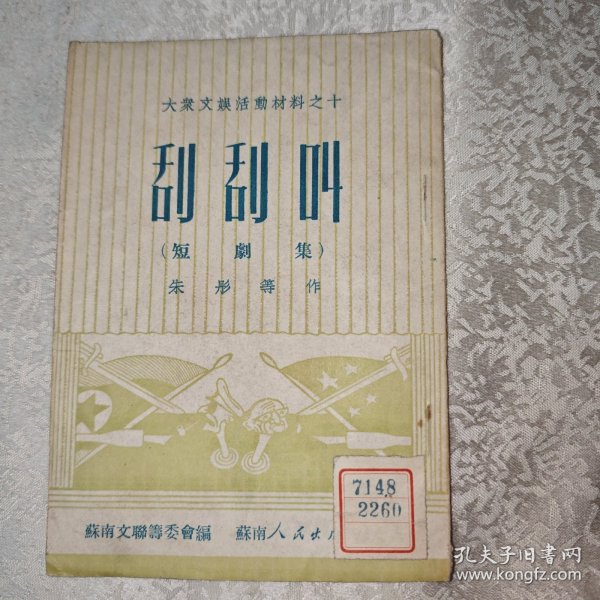 大衆文娛活動材料之十
刮刮叫
（短劇集）
朱彤等作
7148
2260
蘇南文聯籌委會編 蘇南人民出
孔夫子旧书网
www.kongfz.com